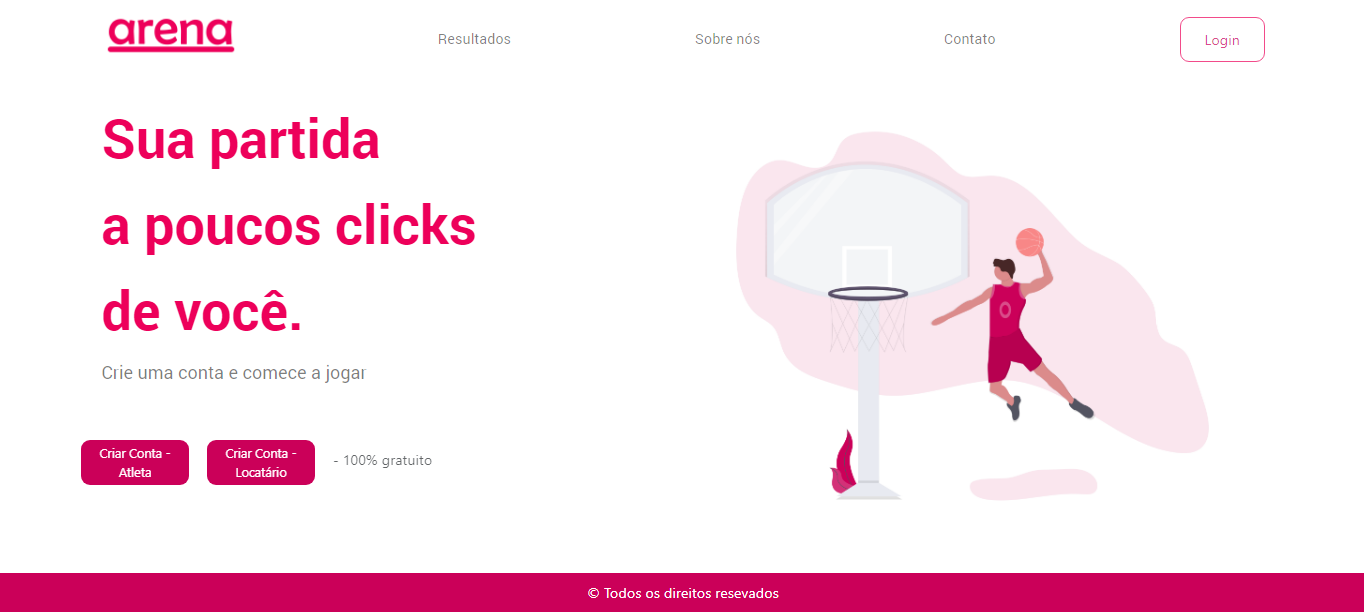 arena
Resultados
Sobre nós
Contato
Login
Sua partida
a poucos clicks
de você.
Crie uma conta e comece a jogar
Criar Conta -
Atleta
Criar Conta -
Locatário
- 100% gratuito
0
© Todos os direitos resevados